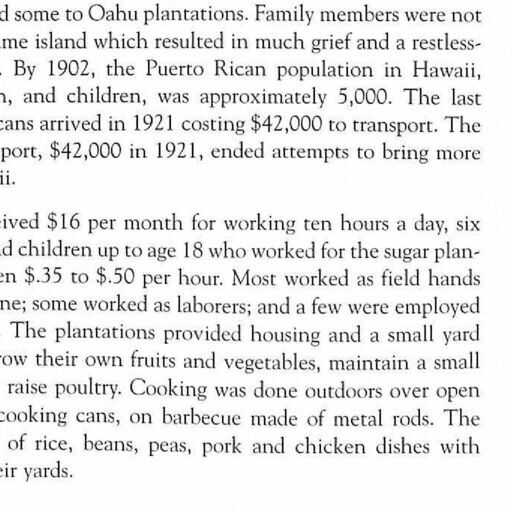 d some to Oahu plantations. Family members were not
me island which resulted in much grief and a restless-
. By 1902, the Puerto Rican population in Hawaii,
n, and children, was approximately 5,000. The last
cans arrived in 1921 costing $42,000 to transport. The
port, $42,000 in 1921, ended attempts to bring more
ii.
ived $16 per month for working ten hours a day, six
d children up to age 18 who worked for the sugar plan-
en $.35 to $.50 per hour. Most worked as field hands
ne; some worked as laborers; and a few were employed
. The plantations provided housing and a small yard
row their own fruits and vegetables, maintain a small
raise poultry. Cooking was done outdoors over open
cooking cans, on barbecue made of metal rods. The
of rice, beans, peas, pork and chicken dishes with
eir yards.